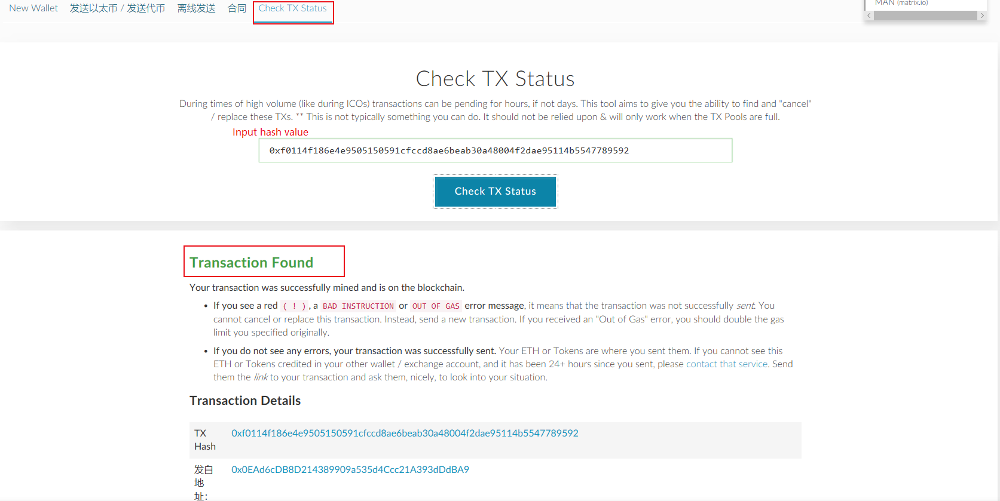 New Wallet 发送以太币 / 发送代币 离线发送 合同 Check TX Status
MAN (matrix.io)
Check TX Status
During times of high volume (like during ICOs) transactions can be pending for hours, if not days. This tool aims to give you the ability to find and "cancel"
/ replace these TXs. ** This is not typically something you can do. It should not be relied upon & will only work when the TX Pools are full.
Input hash value
0xf0114f186e4e9505150591cfccd8ae6beab30a48004f2dae95114b5547789592
Check TX Status
Transaction Found
Your transaction was successfully mined and is on the blockchain.
• If you see a red ( ! ), a BAD INSTRUCTION or OUT OF GAS error message, it means that the transaction was not successfully sent. You
cannot cancel or replace this transaction. Instead, send a new transaction. If you received an "Out of Gas" error, you should double the gas
limit you specified originally.
• If you do not see any errors, your transaction was successfully sent. Your ETH or Tokens are where you sent them. If you cannot see this
ETH or Tokens credited in your other wallet / exchange account, and it has been 24+ hours since you sent, please contact that service. Send
them the link to your transaction and ask them, nicely, to look into your situation.
Transaction Details
TX 0xf0114f186e4e9505150591cfccd8ae6beab30a48004f2dae95114b5547789592
Hash
发自 0x0EAd6cDB8D214389909a535d4Ccc21A393dDdBA9
地
址：